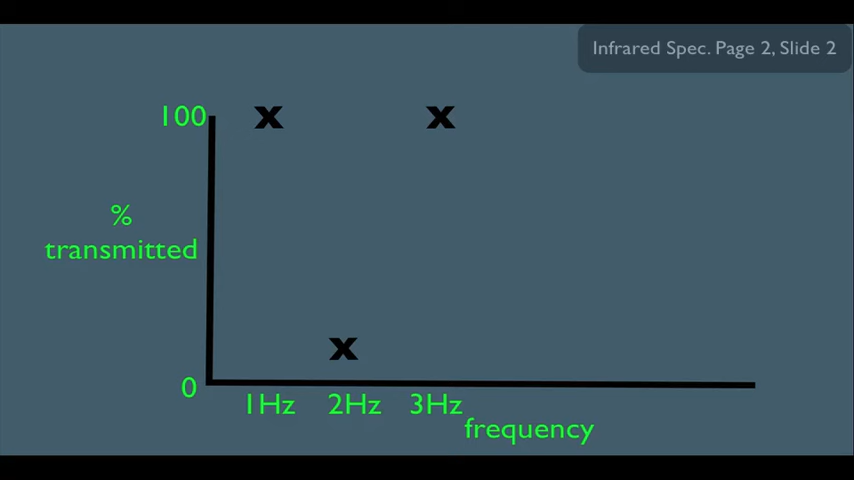 Infrared Spec. Page 2, Slide 2
100
x
x
%
transmitted
x
0
1Hz 2Hz 3Hz
frequency